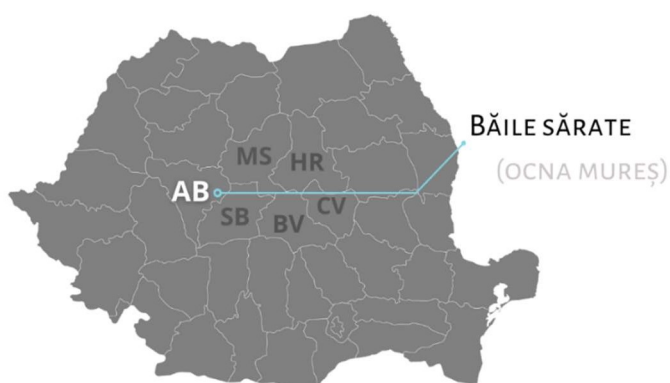 BĂILE SĂRATE
(OCNA MUREȘ)
MS HR
AB
SB BV CV